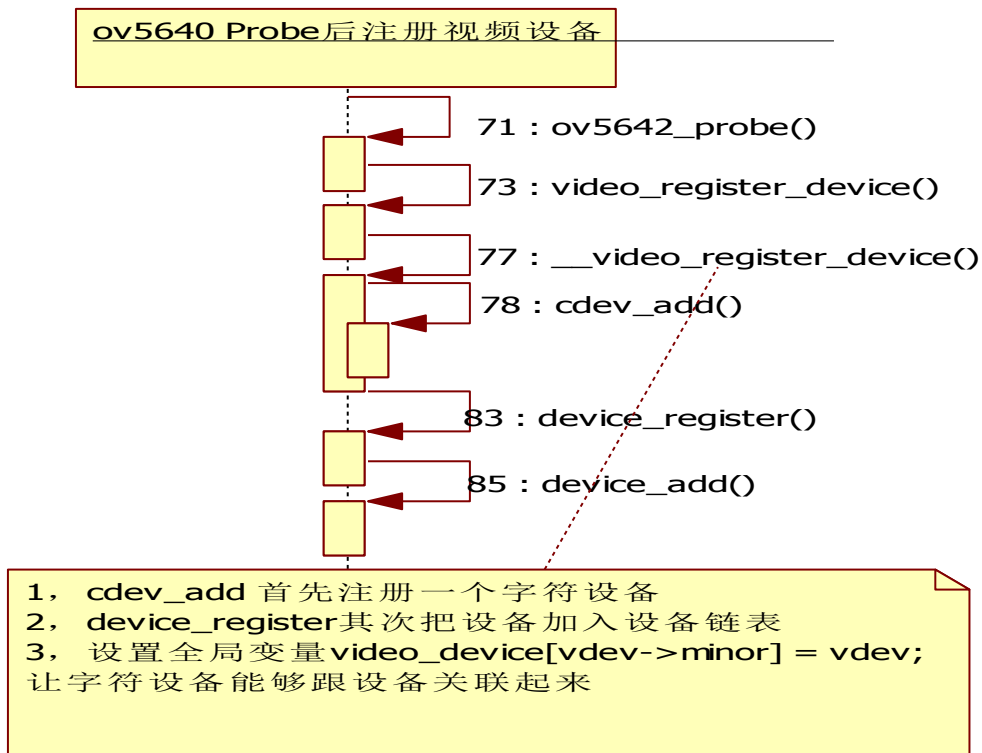 ov5640 Probe后注册视频设备
71 : ov5642_probe()
73 : video_register_device()
77 : __video_register_device()
78 : cdev_add()
83 : device_register()
85 : device_add()
1， cdev_add 首先注册一个字符设备
2， device_register其次把设备加入设备链表
3， 设置全局变量video_device[vdev->minor] = vdev;
让字符设备能够跟设备关联起来